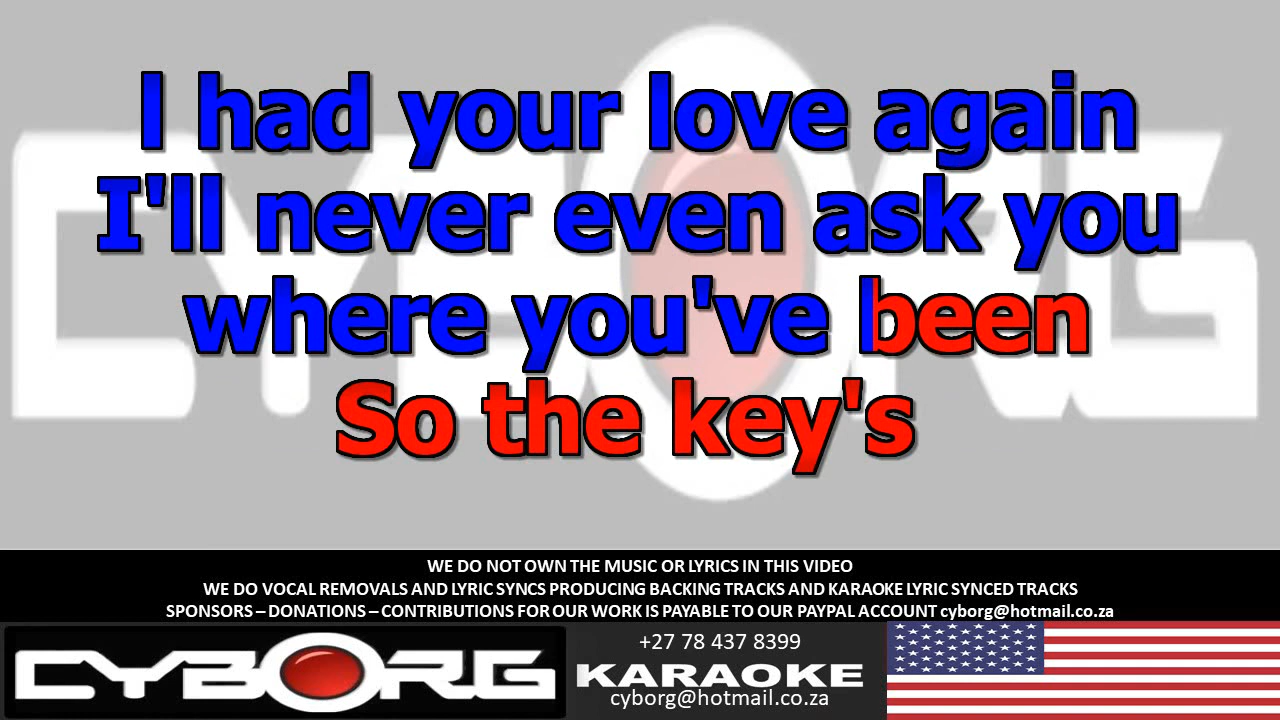 I had your love again
I'll never even ask you
where you've been
So the key's
WE DO NOT OWN THE MUSIC OR LYRICS IN THIS VIDEO
WE DO VOCAL REMOVALS AND LYRIC SYNCS PRODUCING BACKING TRACKS AND KARAOKE LYRIC SYNCED TRACKS
SPONSORS – DONATIONS – CONTRIBUTIONS FOR OUR WORK IS PAYABLE TO OUR PAYPAL ACCOUNT cyborg@hotmail.co.za
CYBORG
+27 78 437 8399
KARAOKE
cyborg@hotmail.co.za
CYBORG